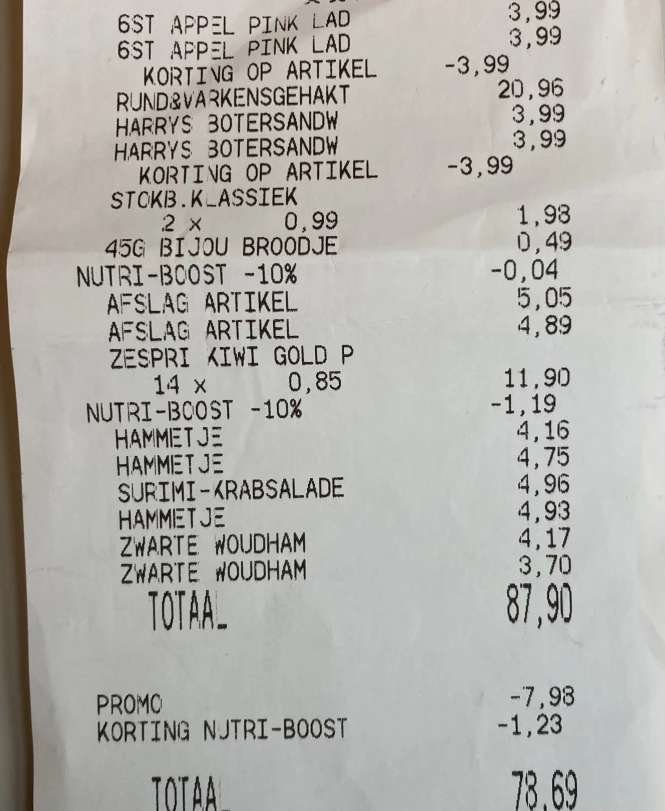 6ST APPEL PINK LAD 3,99
6ST APPEL PINK LAD 3,99
KORTING OP ARTIKEL -3,99
RUND&VARKENSGEHAKT 20,96
HARRYS BOTERSANDW 3,99
HARRYS BOTERSANDW 3,99
KORTING OP ARTIKEL -3,99
STOKB.KLASSIEK
2 x 0,99 1,98
45G BIJOU BROODJE 0,49
NUTRI-BOOST -10% -0,04
AFSLAG ARTIKEL 5,05
AFSLAG ARTIKEL 4,89
ZESPRI KIWI GOLD P
14 x 0,85 11,90
NUTRI-BOOST -10% -1,19
HAMMETJE 4,16
HAMMETJE 4,75
SURIMI-KRABSALADE 4,96
HAMMETJE 4,93
ZWARTE WOUDHAM 4,17
ZWARTE WOUDHAM 3,70
TOTAAL 87,90
PROMO -7,98
KORTING NUTRI-BOOST -1,23
TOTAAL 78,69